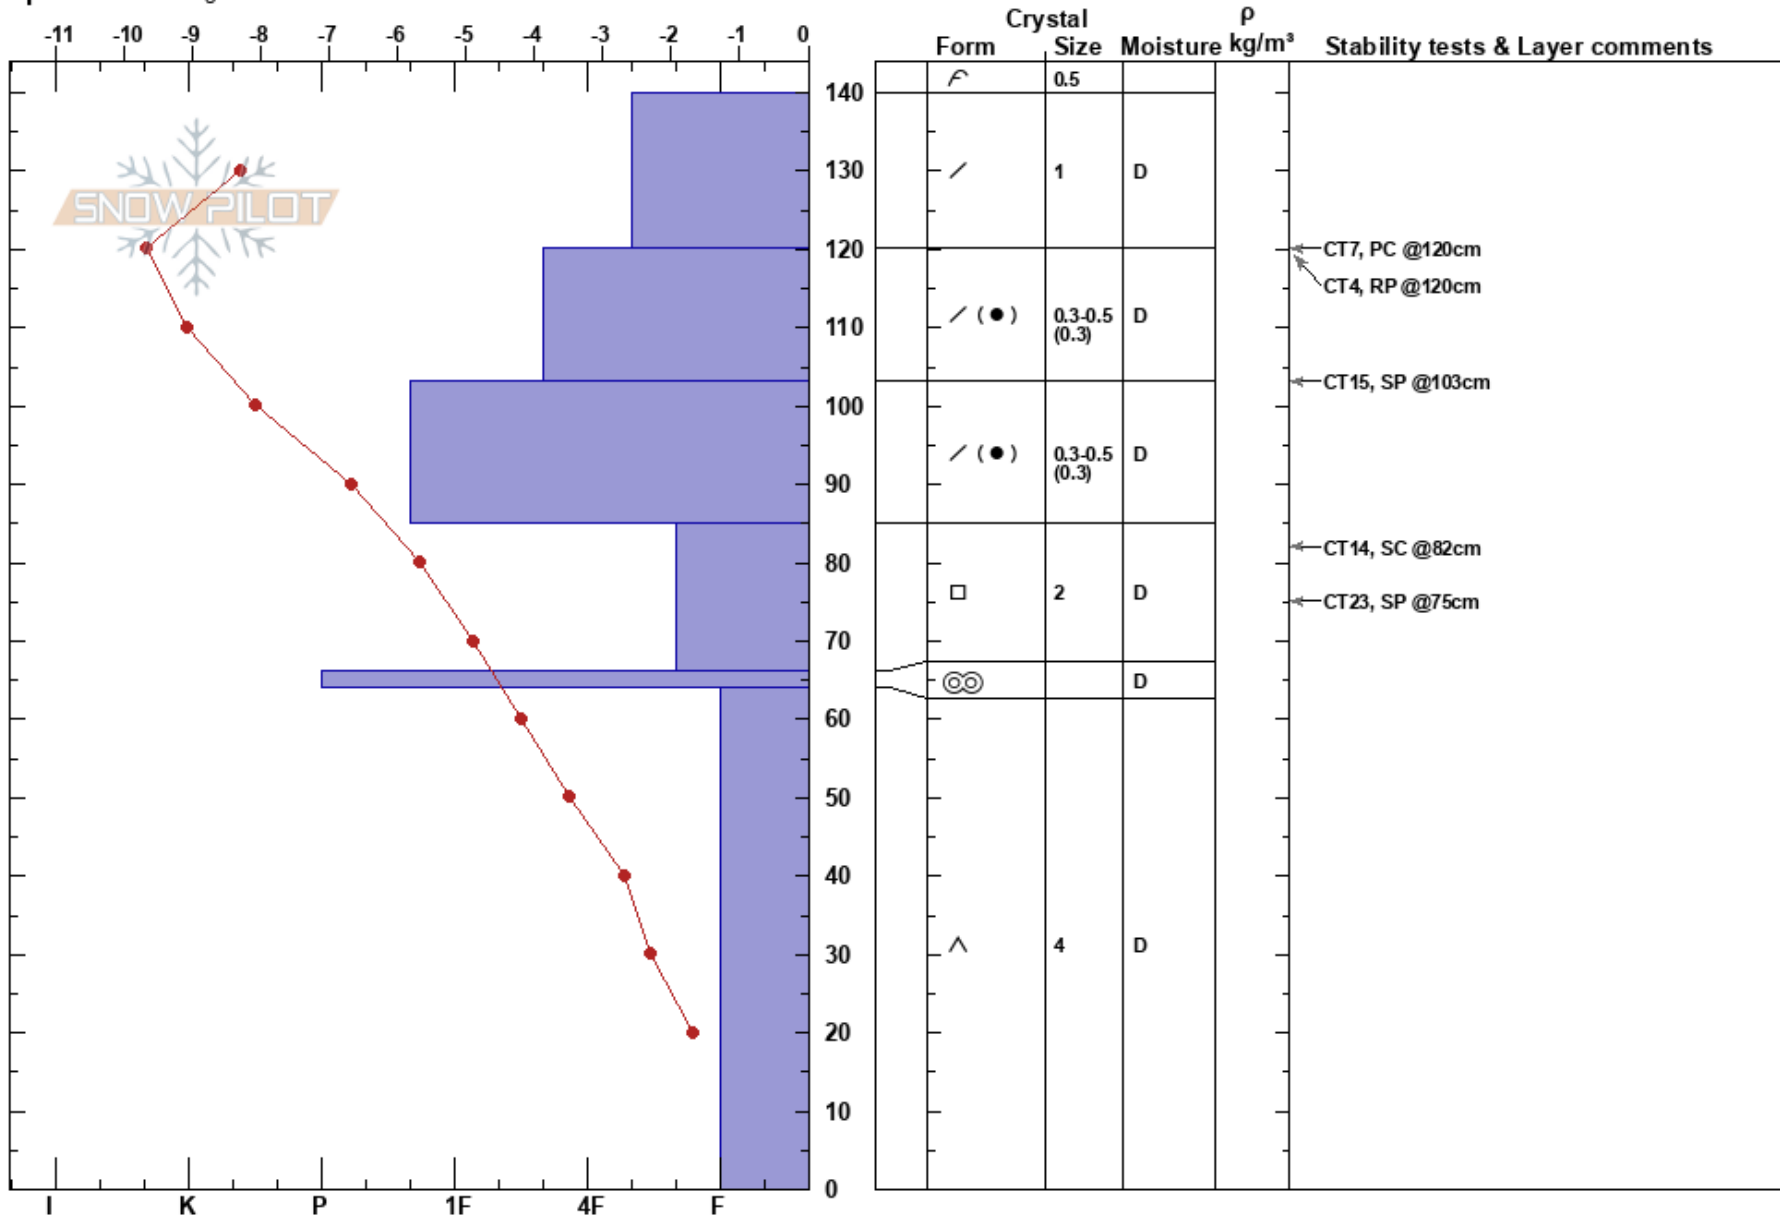 -11 -10 -9 -8 -7 -6 -5 -4 -3 -2 -1 0
Crystal
Form Size Moisture ρ kg/m³ Stability tests & Layer comments
0.5
140
SNOW PILOT
130 1 D
120 CT7, PC @120cm
CT4, RP @120cm
110 ( ) 0.3-0.5 (0.3) D
CT15, SP @103cm
100
( ) 0.3-0.5 (0.3) D
90
80 CT14, SC @82cm
2 D CT23, SP @75cm
70
D
60
50
40
30 4 D
20
10
0
I K P 1F 4F F